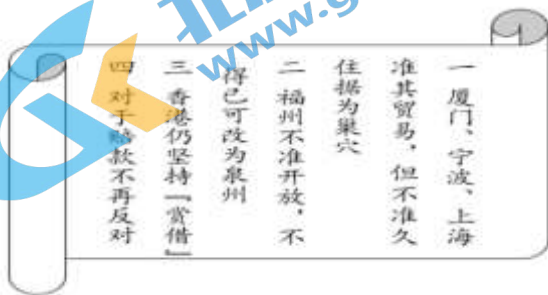 一 厦门、宁波、上海
准其贸易，但不准久
住据为巢穴
二 福州不准开放，不
得已可改为泉州
三 香港仍坚持「赏借」
四 对于赔款不再反对
www.g